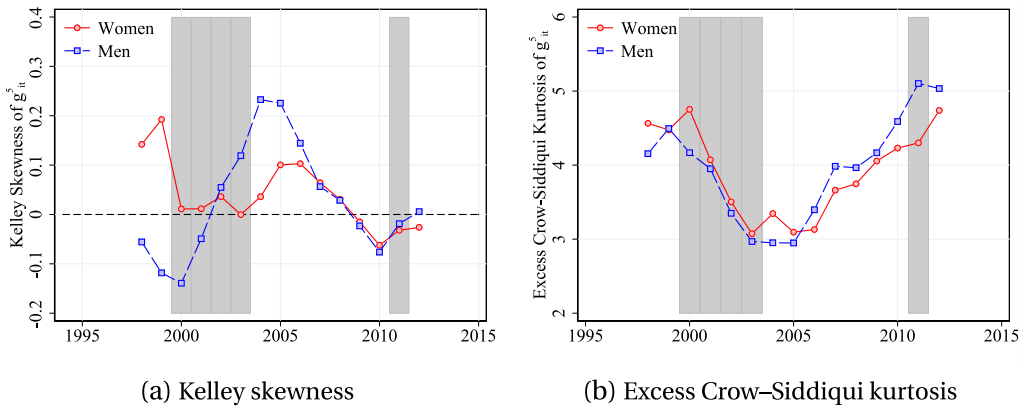 Women
Men
Kelley Skewness of g⁵ᵢₜ
0.4
0.3
0.2
0.1
0
-0.1
-0.2
1995 2000 2005 2010 2015
(a) Kelley skewness
Women
Men
Excess Crow-Siddiqui Kurtosis of g⁵ᵢₜ
6
5
4
3
2
1995 2000 2005 2010 2015
(b) Excess Crow–Siddiqui kurtosis